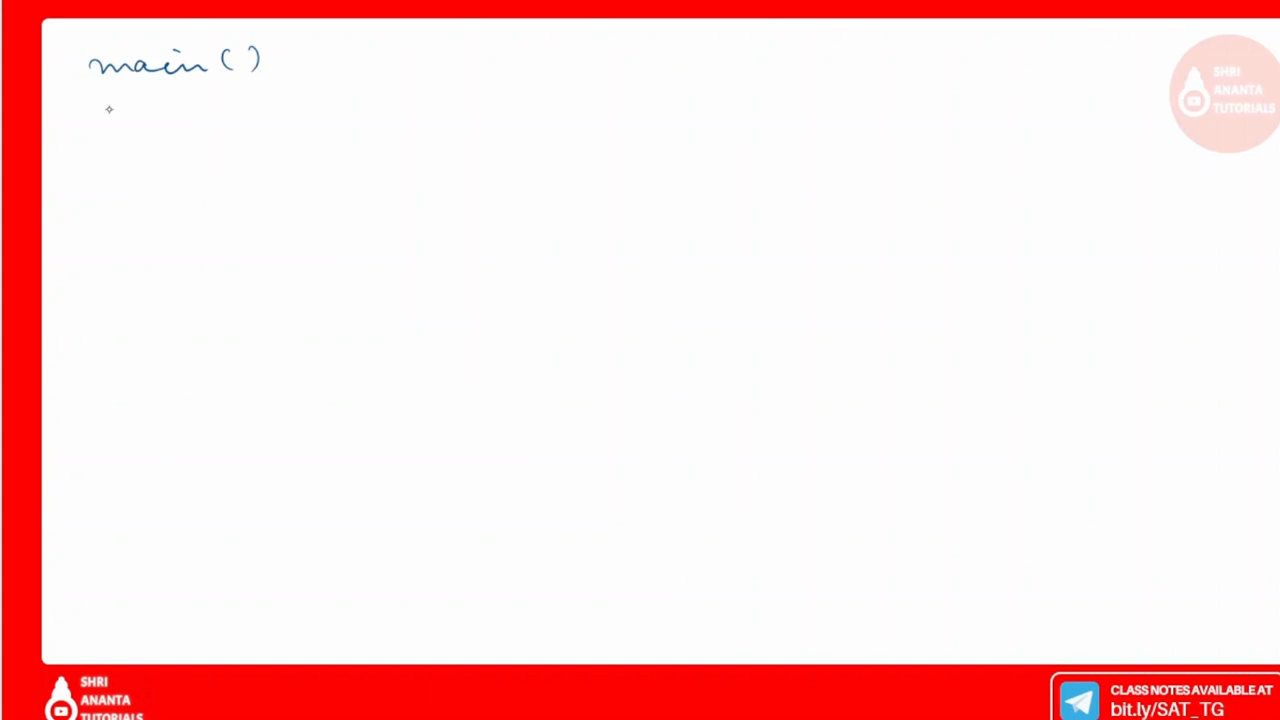 main()
SHRI
ANANTA
TUTORIALS
SHRI
ANANTA
TUTORIALS
CLASS NOTES AVAILABLE AT
bit.ly/SAT_TG